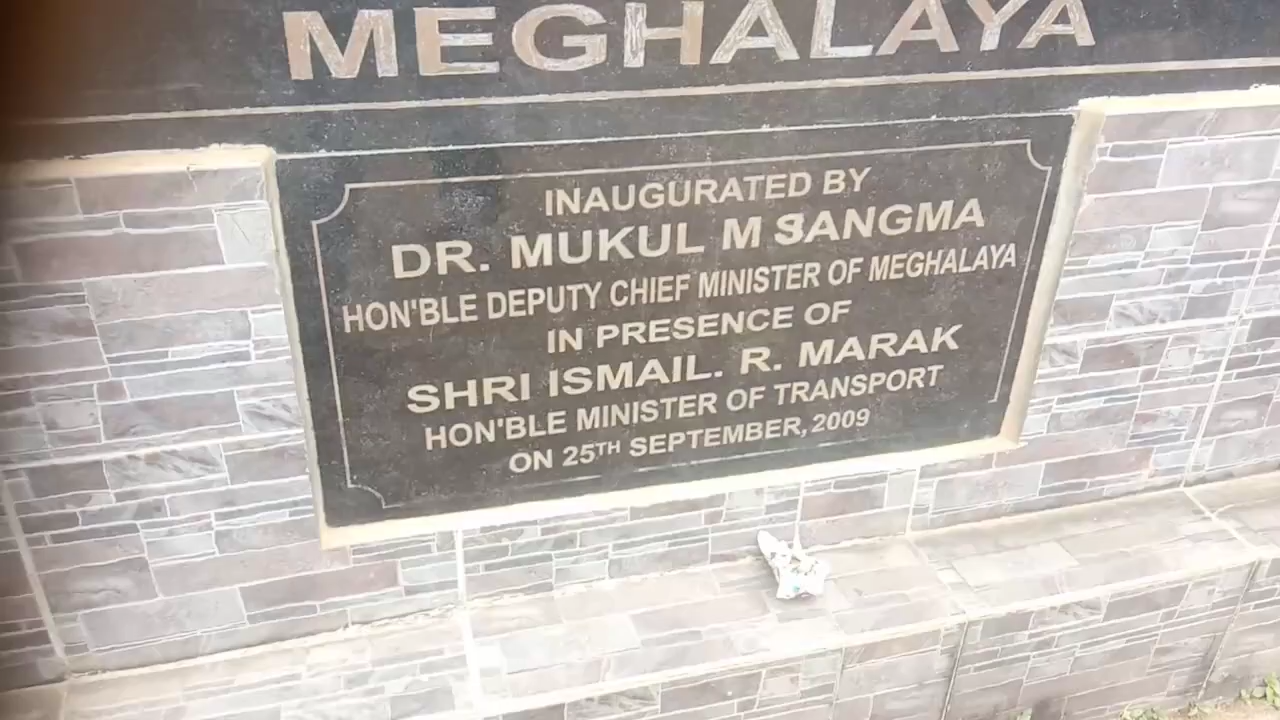 MEGHALAYA
INAUGURATED BY
DR. MUKUL M SANGMA
HON'BLE DEPUTY CHIEF MINISTER OF MEGHALAYA
IN PRESENCE OF
SHRI ISMAIL. R. MARAK
HON'BLE MINISTER OF TRANSPORT
ON 25TH SEPTEMBER, 2009